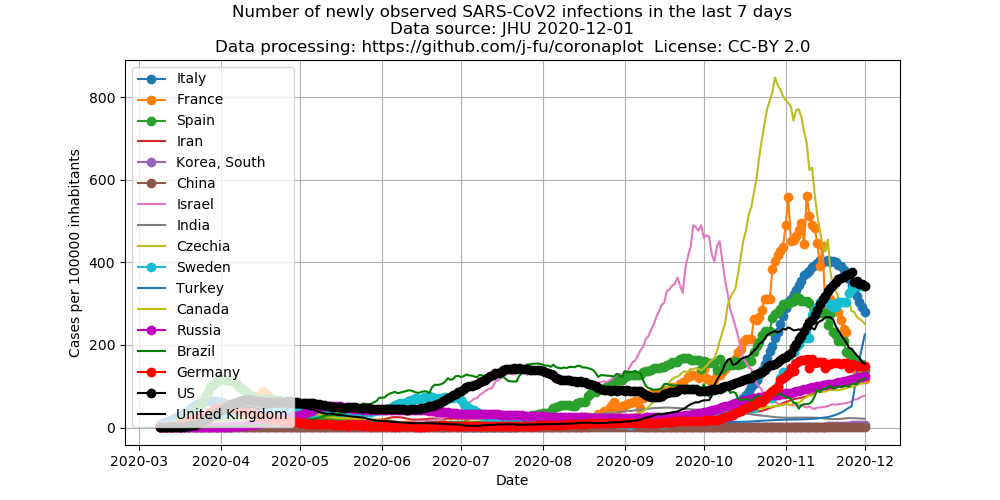 Number of newly observed SARS-CoV2 infections in the last 7 days
Data source: JHU 2020-12-01
Data processing: https://github.com/j-fu/coronaplot  License: CC-BY 2.0
Cases per 100000 inhabitants
800
600
400
200
0
Italy
France
Spain
Iran
Korea, South
China
Israel
India
Czechia
Sweden
Turkey
Canada
Russia
Brazil
Germany
US
United Kingdom
2020-03 2020-04 2020-05 2020-06 2020-07 2020-08 2020-09 2020-10 2020-11 2020-12
Date